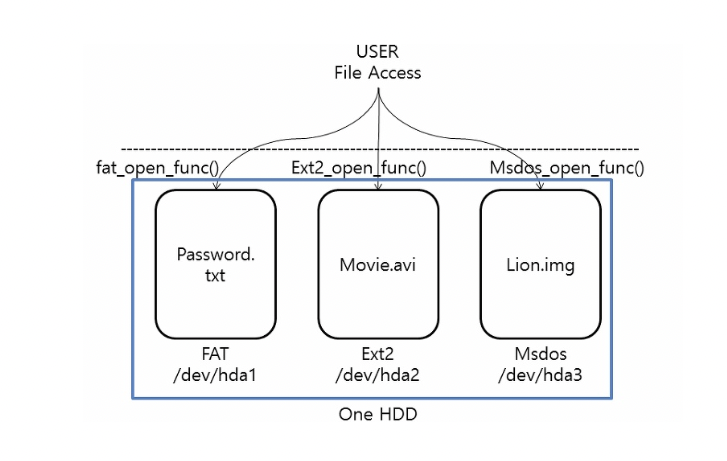 USER
File Access
fat_open_func()
Ext2_open_func()
Msdos_open_func()
Password.
txt
Movie.avi
Lion.img
FAT
/dev/hda1
Ext2
/dev/hda2
Msdos
/dev/hda3
One HDD